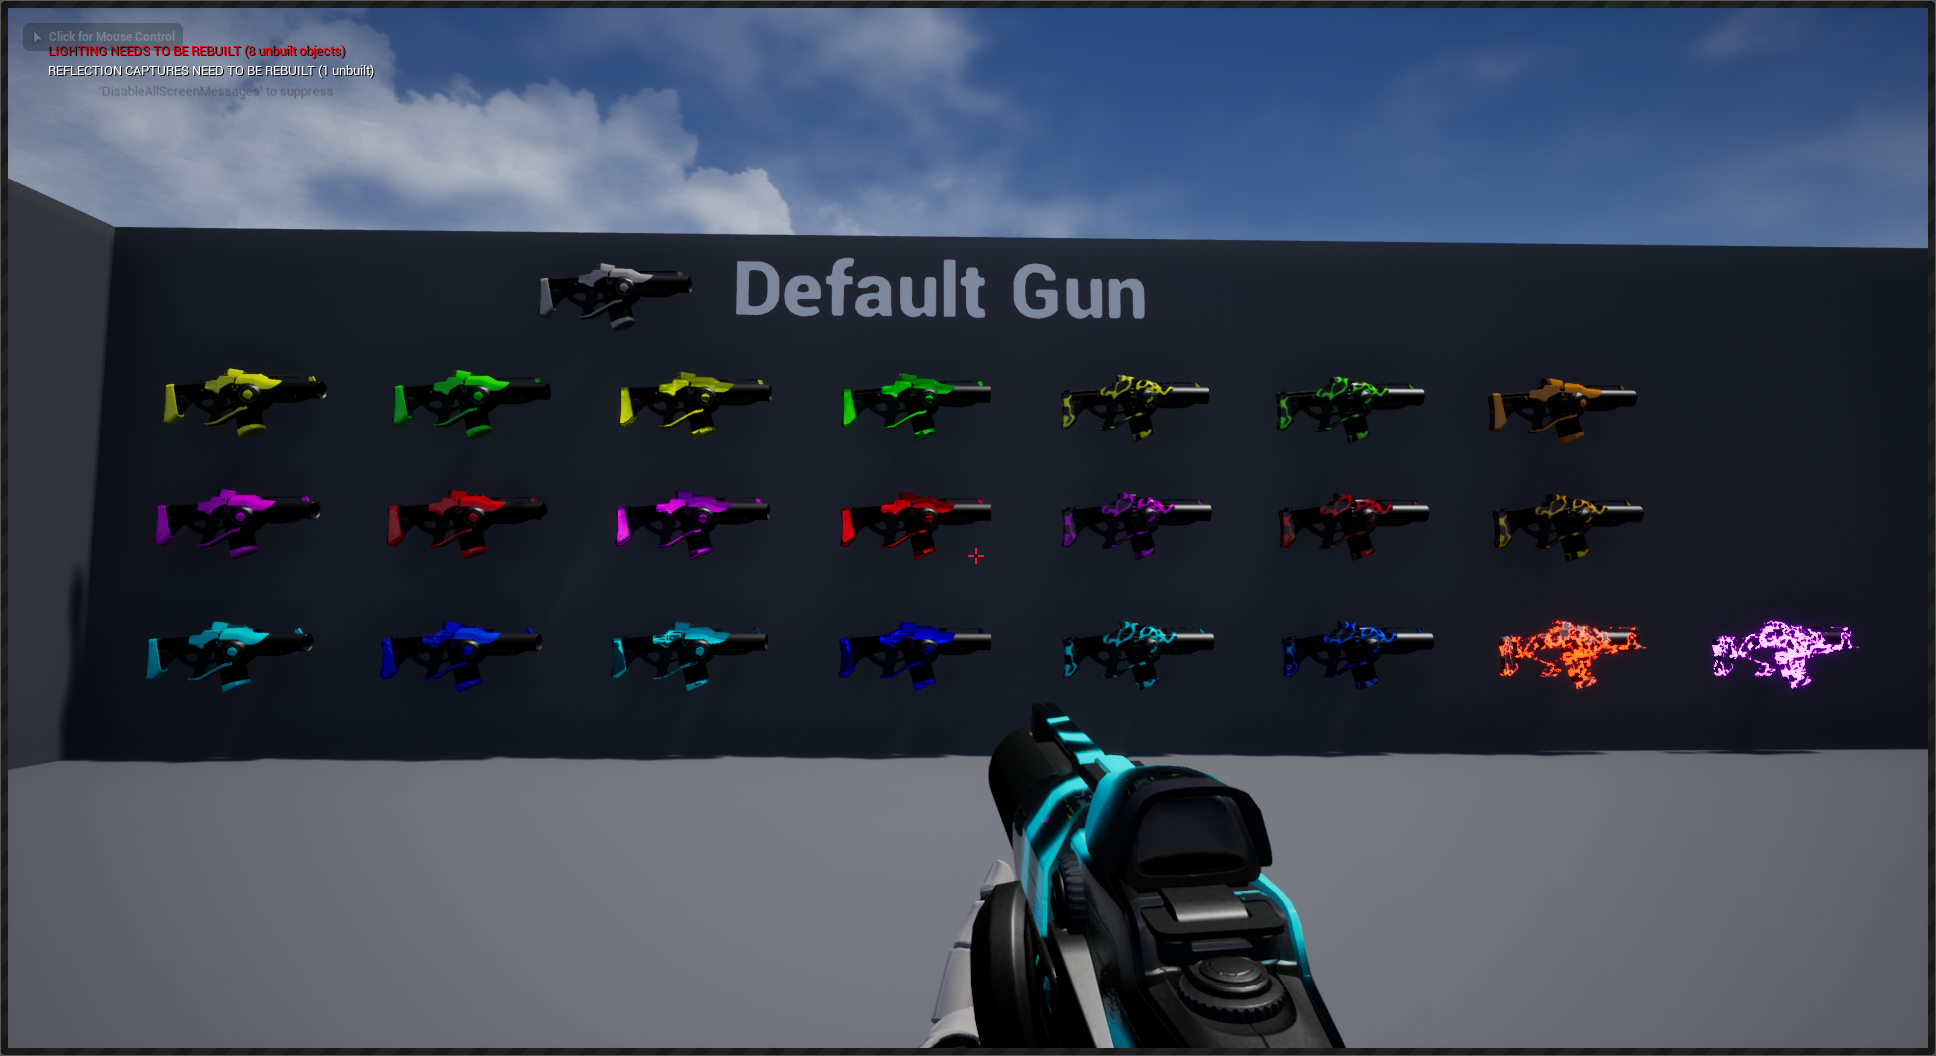 Click for Mouse Control
LIGHTING NEEDS TO BE REBUILT (8 unbuilt objects)
REFLECTION CAPTURES NEED TO BE REBUILT (1 unbuilt)
'DisableAllScreenMessages' to suppress
Default Gun